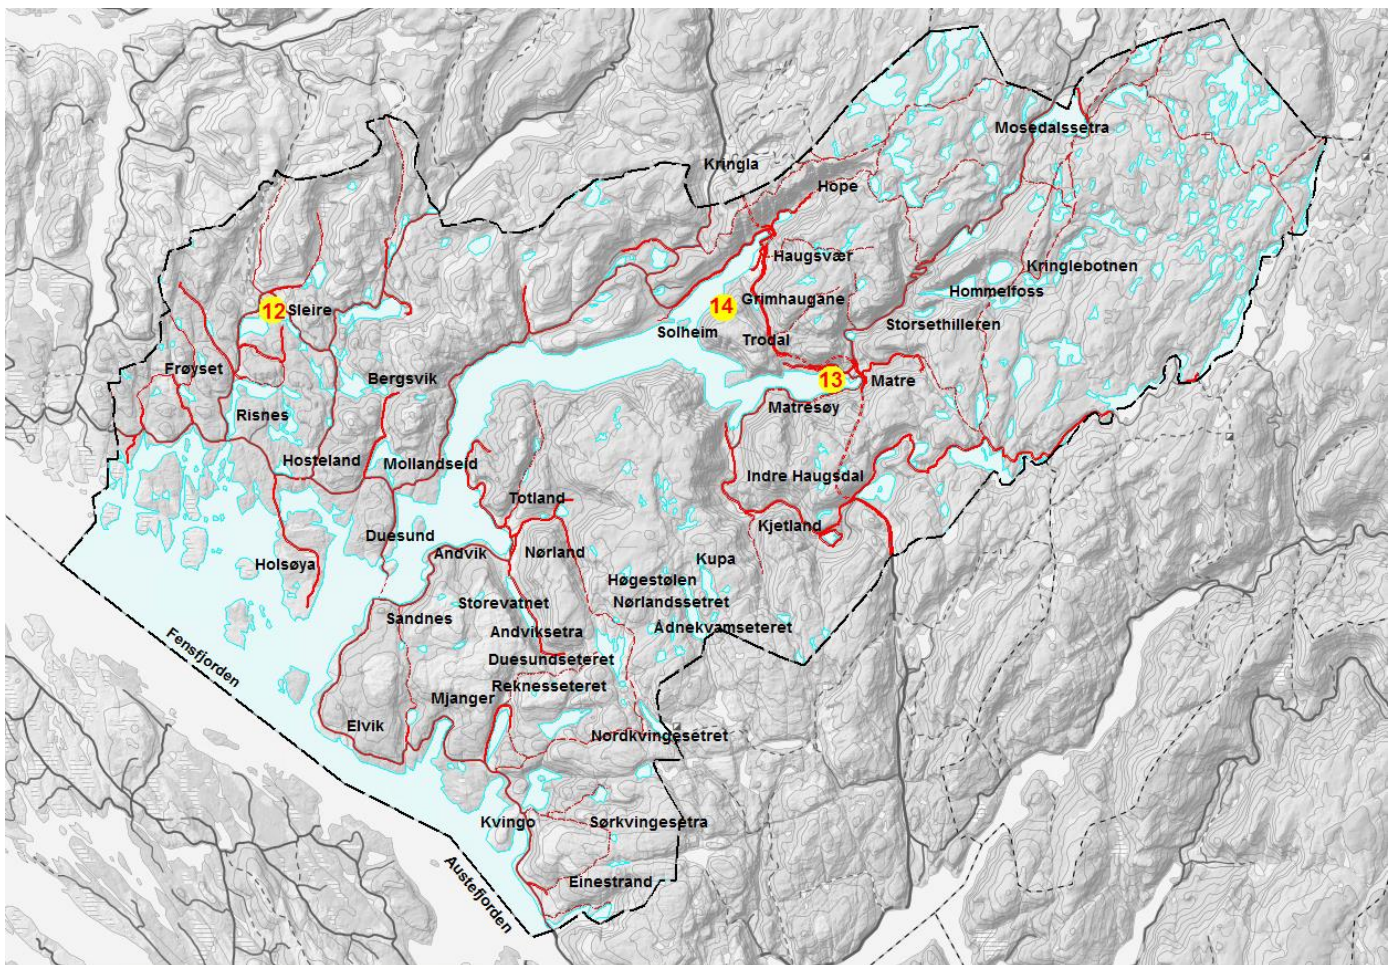 Mosedalssetra
Kringla
Hope
Haugsvær
Kringlebotnen
Hommelfoss
Grimhaugane
14
12
Sleire
Storsethilleren
Solheim
Trodal
Frøyset
Bergsvik
13
Matre
Matresøy
Risnes
Hosteland
Mollandseid
Indre Haugsdal
Totland
Kjetland
Duesund
Andvik
Nørland
Kupa
Holsøya
Høgestølen
Storevatnet
Nørlandssetret
Sandnes
Andviksetra
Ådnekvamseteret
Fensfjorden
Duesundseteret
Reknesseteret
Mjanger
Elvik
Nordkvingesetret
Kvingo
Sørkvingesetra
Austefjorden
Einestrand